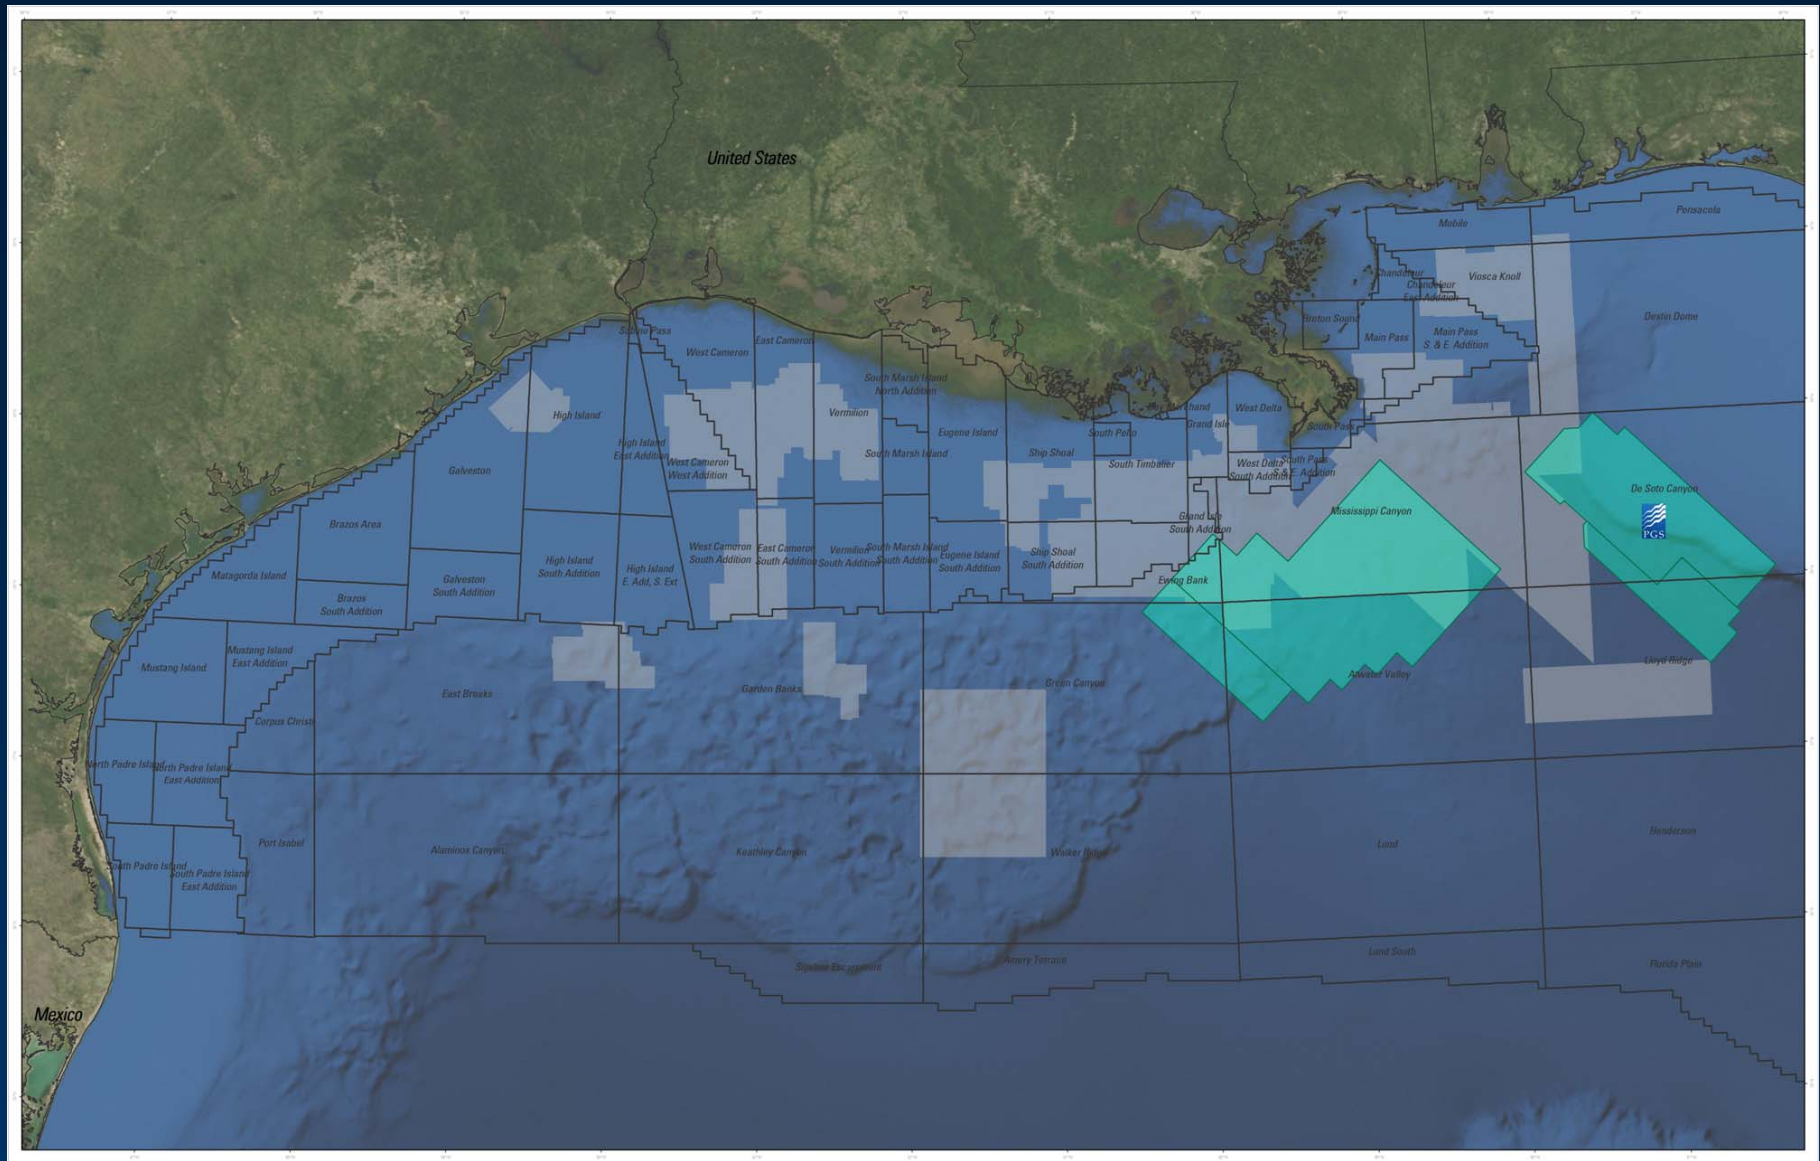 United States
Mobile
Pensacola
Chandeleur
Chandeleur
East Addition
Viosca Knoll
Destin Dome
Breton Sound
Main Pass
Main Pass
S. & E. Addition
Sabine Pass
West Cameron
East Cameron
South Marsh Island
North Addition
Vermilion
High Island
High Island
East Addition
West Cameron
West Addition
South Marsh Island
Eugene Island
Ship Shoal
South Pelto
South Timbalier
Grand Isle
West Delta
South Pass
West Delta
South Addition
South Pass
S & E. Addition
Galveston
Brazos Area
Matagorda Island
Brazos
South Addition
Galveston
South Addition
High Island
South Addition
High Island
E. Add, S. Ext
West Cameron
South Addition
East Cameron
South Addition
Vermilion
South Addition
South Marsh Island
South Addition
Eugene Island
South Addition
Ship Shoal
South Addition
Grand Isle
South Addition
Ewing Bank
Mississippi Canyon
De Soto Canyon
PGS
Mustang Island
Mustang Island
East Addition
Corpus Christi
East Breaks
Garden Banks
Green Canyon
Atwater Valley
Lloyd Ridge
North Padre Island
North Padre Island
East Addition
South Padre Island
South Padre Island
East Addition
Port Isabel
Alaminos Canyon
Keathley Canyon
Walker Ridge
Lund
Henderson
Sigsbee Escarpment
Amery Terrace
Lund South
Florida Plain
Mexico